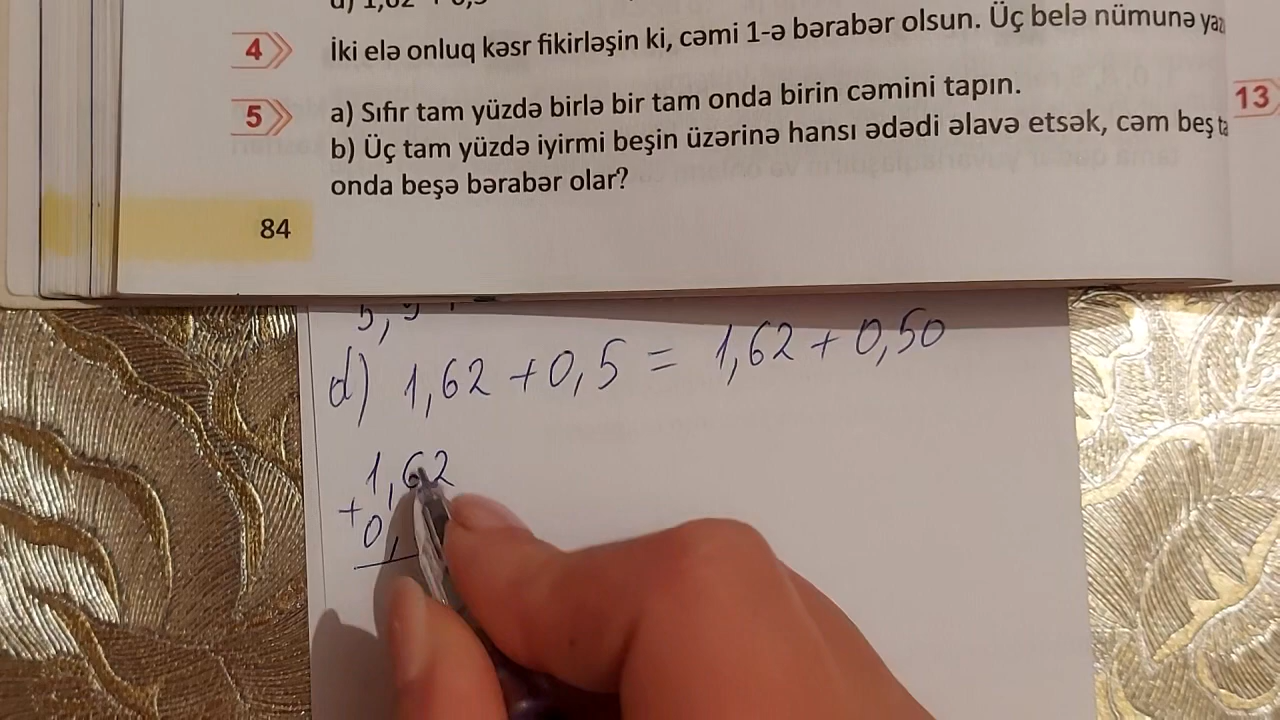 4 İki elə onluq kəsr fikirləşin ki, cəmi 1-ə bərabər olsun. Üç belə nümunə
5 a) Sıfır tam yüzdə birlə bir tam onda birin cəmini tapın.
13
b) Üç tam yüzdə iyirmi beşin üzərinə hansı ədədi əlavə etsək, cəm beş
onda beşə bərabər olar?
84
d) 1,62 + 0,5 = 1,62 + 0,50
1,62
+ 0,